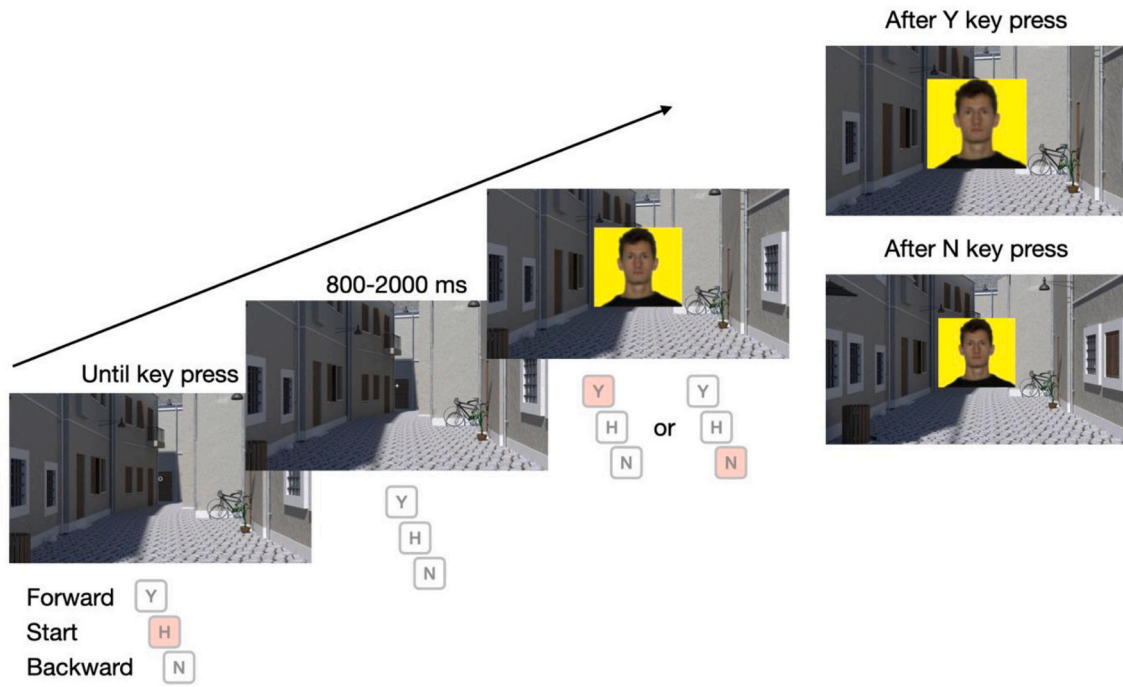 After Y key press
800-2000 ms
Until key press
Y
H
N
or
Y
H
N
After N key press
Y
H
N
Forward Y
Start H
Backward N